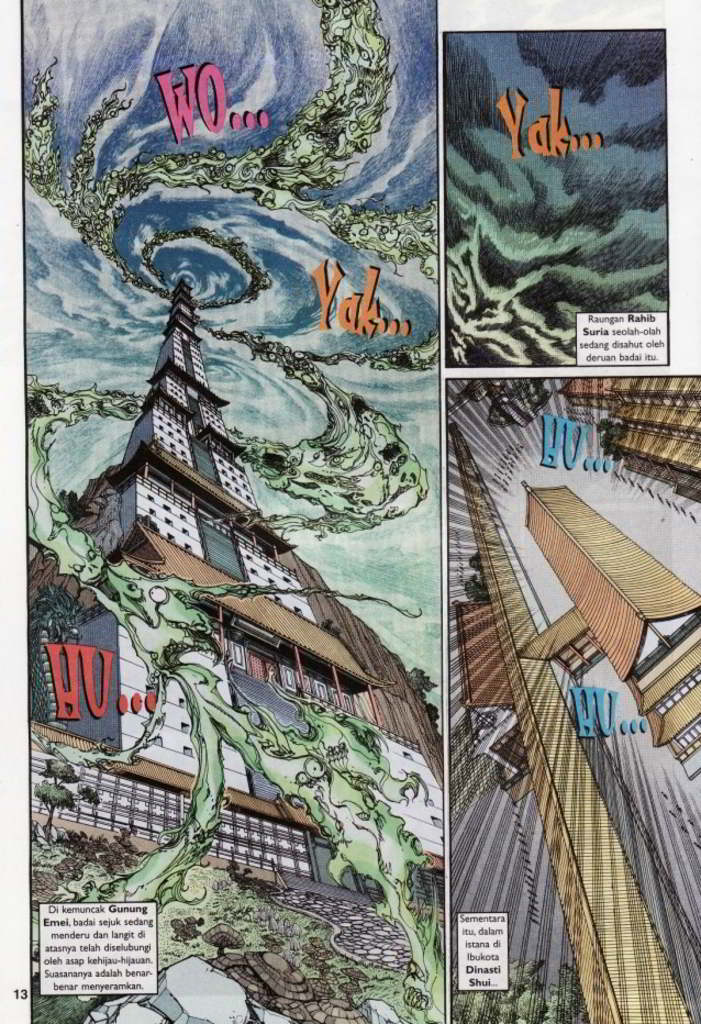 WO...
Yak...
HU...
Di kemuncak Gunung
Emei, badai sejuk sedang
menderu dan langit di
atasnya telah diselubungi
oleh asap kehijau-hijauan.
Suasananya adalah benar-
benar menyeramkan.
13
Yak...
Raungan Rahib
Suria seolah-olah
sedang disahut oleh
deruan badai itu.
HU...
HU...
Sementara
itu, dalam
istana di
Ibukota
Dinasti
Shui...